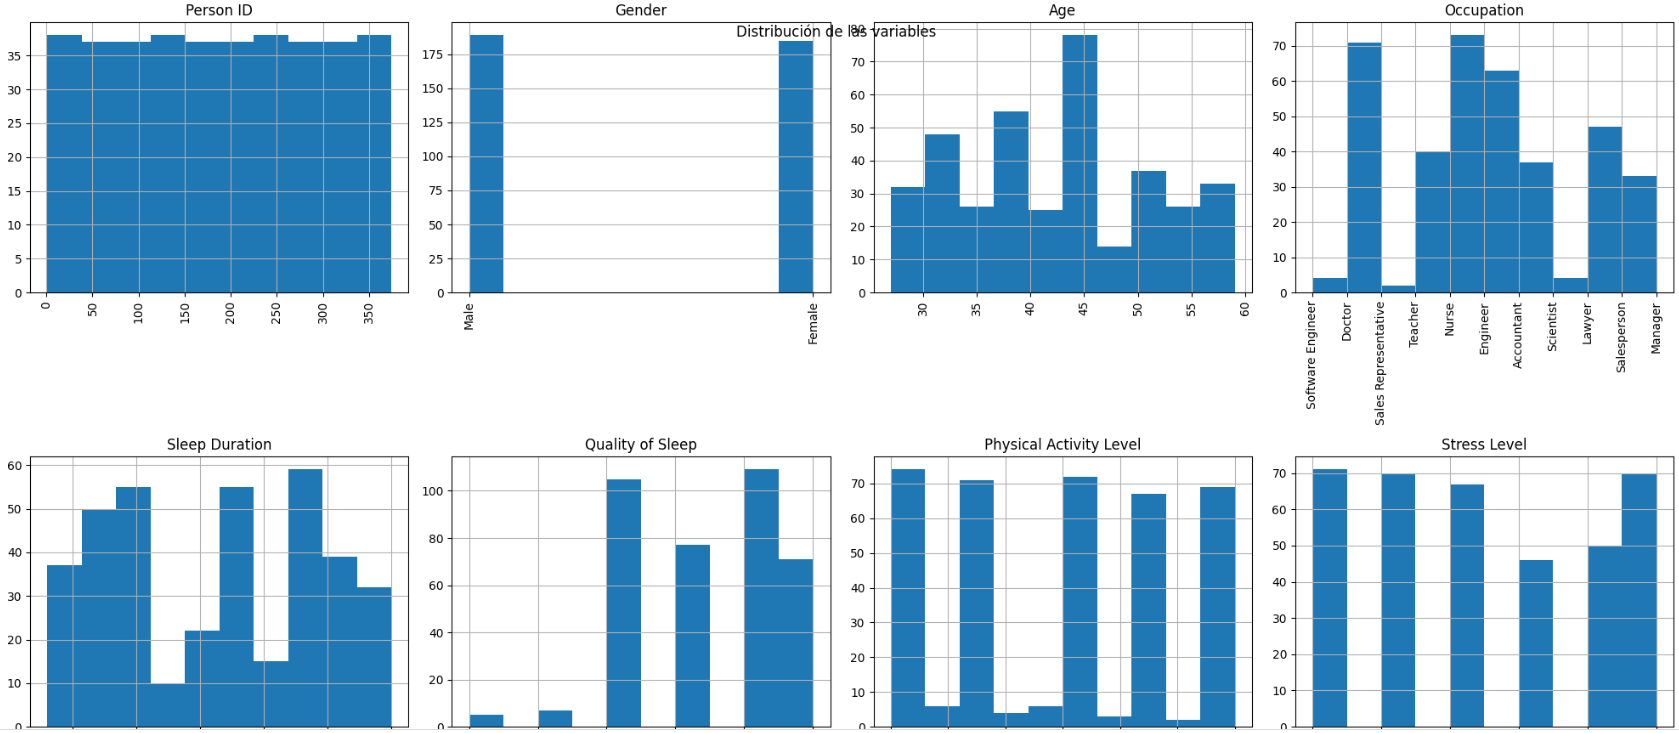 Distribución de las variables
Person ID
35
30
25
20
15
10
5
0
0 50 100 150 200 250 300 350
Gender
175
150
125
100
75
50
25
0
Male Female
Age
80
70
60
50
40
30
20
10
0
30 35 40 45 50 55 60
Occupation
70
60
50
40
30
20
10
0
Software Engineer
Doctor
Sales Representative
Teacher
Nurse
Engineer
Accountant
Scientist
Lawyer
Salesperson
Manager
Sleep Duration
60
50
40
30
20
10
0
Quality of Sleep
100
80
60
40
20
0
Physical Activity Level
70
60
50
40
30
20
10
0
Stress Level
70
60
50
40
30
20
10
0